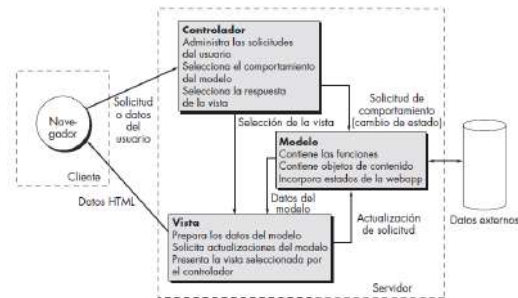 Controlador
Administra las solicitudes
del usuario
Selecciona el comportamiento
del modelo
Selecciona la respuesta
de la vista
Nave-
gador
Solicitud
o datos
del
usuario
Cliente
Datos HTML
Selección de la vista
Solicitud de
comportamiento
(cambio de estado)
Modelo
Contiene las funciones
Contiene objetos de contenido
Incorpora estados de la webapp
Datos del
modelo
Actualización
de solicitud
Datos externos
Vista
Prepara los datos del modelo
Solicita actualizaciones del modelo
Presenta la vista seleccionada por
el controlador
Servidor